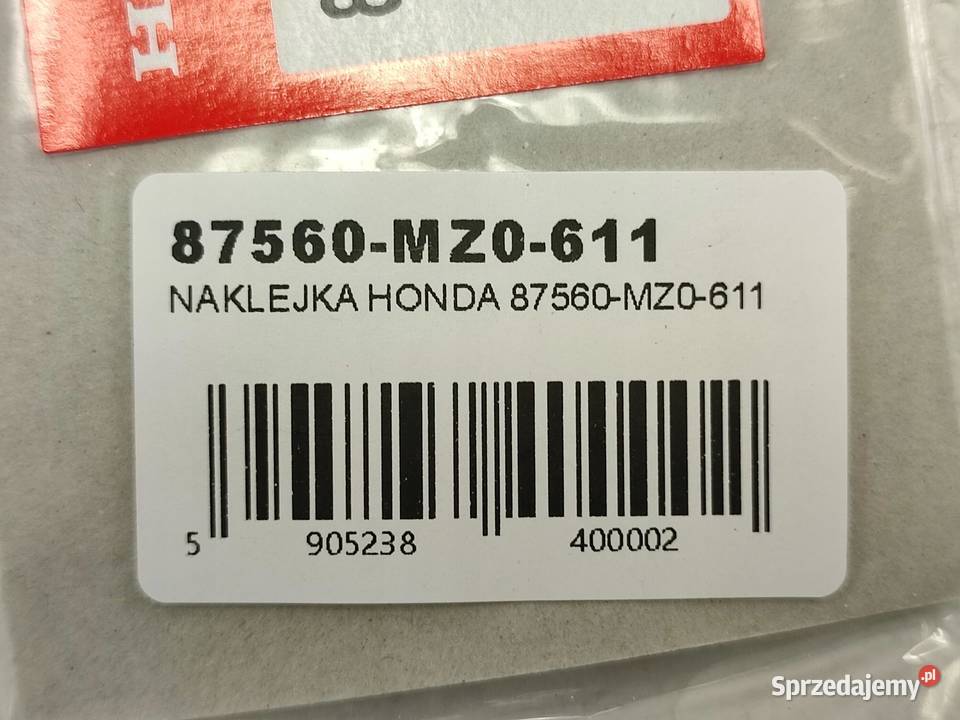 H
87560-MZ0-611
NAKLEJKA HONDA 87560-MZ0-611
5 905238 400002
Sprzedajemy.pl